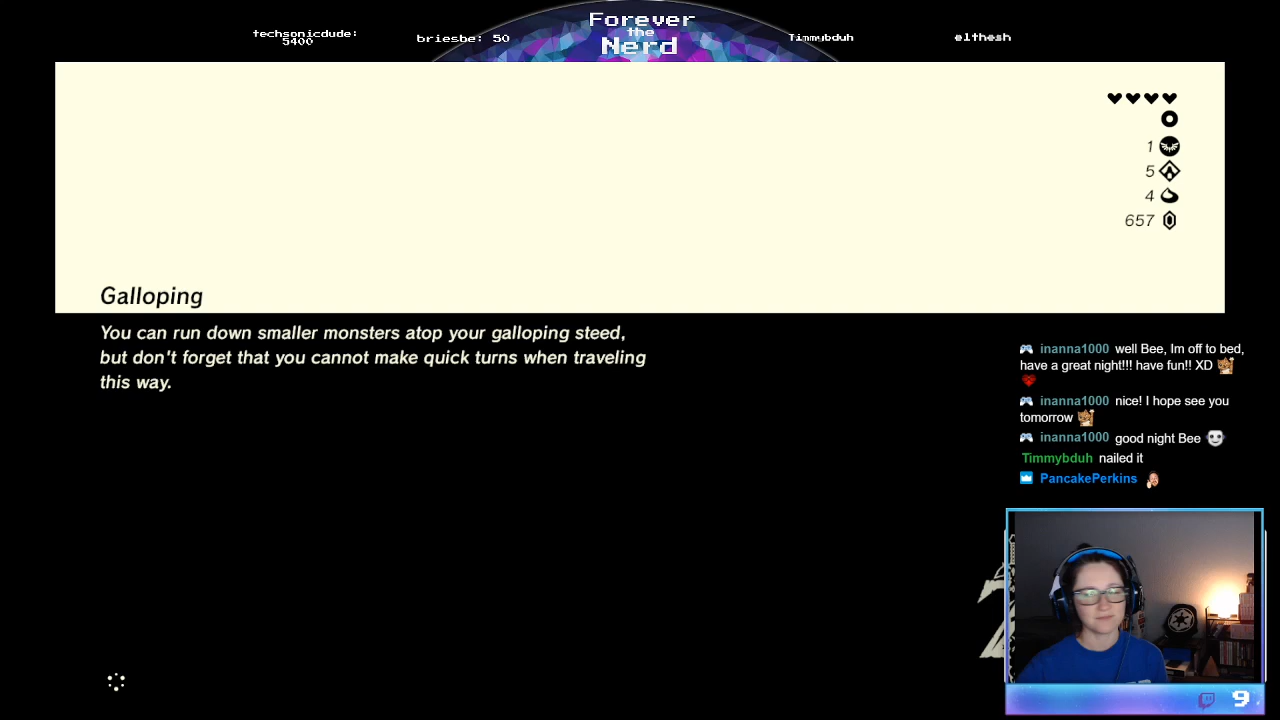 techsonicdude:
5400
briesbe: 50
Forever
the
Nerd
Timmybduh
elthesh
1
5
4
657
Galloping
You can run down smaller monsters atop your galloping steed,
but don't forget that you cannot make quick turns when traveling
this way.
inanna1000 well Bee, Im off to bed,
have a great night!!! have fun!! XD
inanna1000 nice! I hope see you
tomorrow
inanna1000 good night Bee
Timmybduh nailed it
PancakePerkins
9